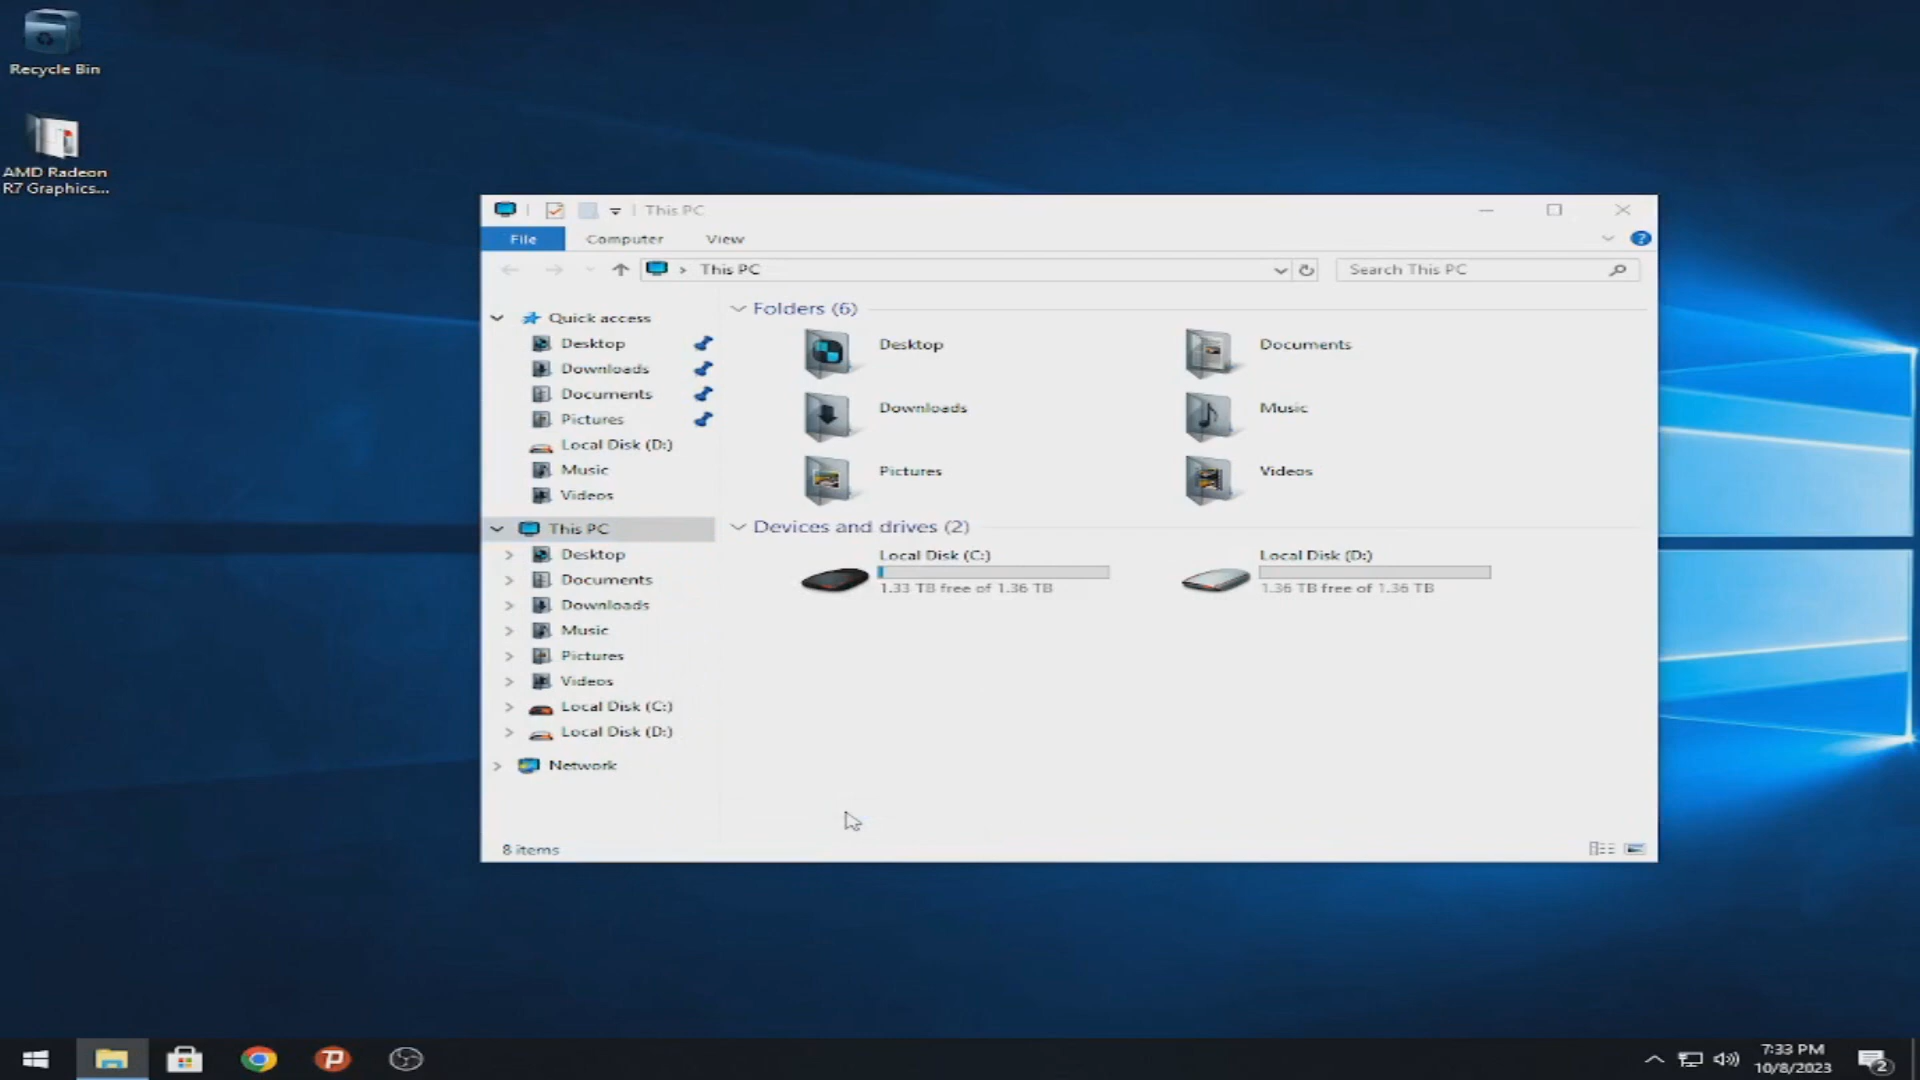 Recycle Bin
AMD Radeon
R7 Graphics...
This PC
File
Computer
View
This PC
Search This PC
Quick access
Desktop
Downloads
Documents
Pictures
Local Disk (D:)
Music
Videos
This PC
Desktop
Documents
Downloads
Music
Pictures
Videos
Local Disk (C:)
Local Disk (D:)
Network
Folders (6)
Desktop
Documents
Downloads
Music
Pictures
Videos
Devices and drives (2)
Local Disk (C:)
1.33 TB free of 1.36 TB
Local Disk (D:)
1.36 TB free of 1.36 TB
8 items
7:33 PM
10/8/2023
2